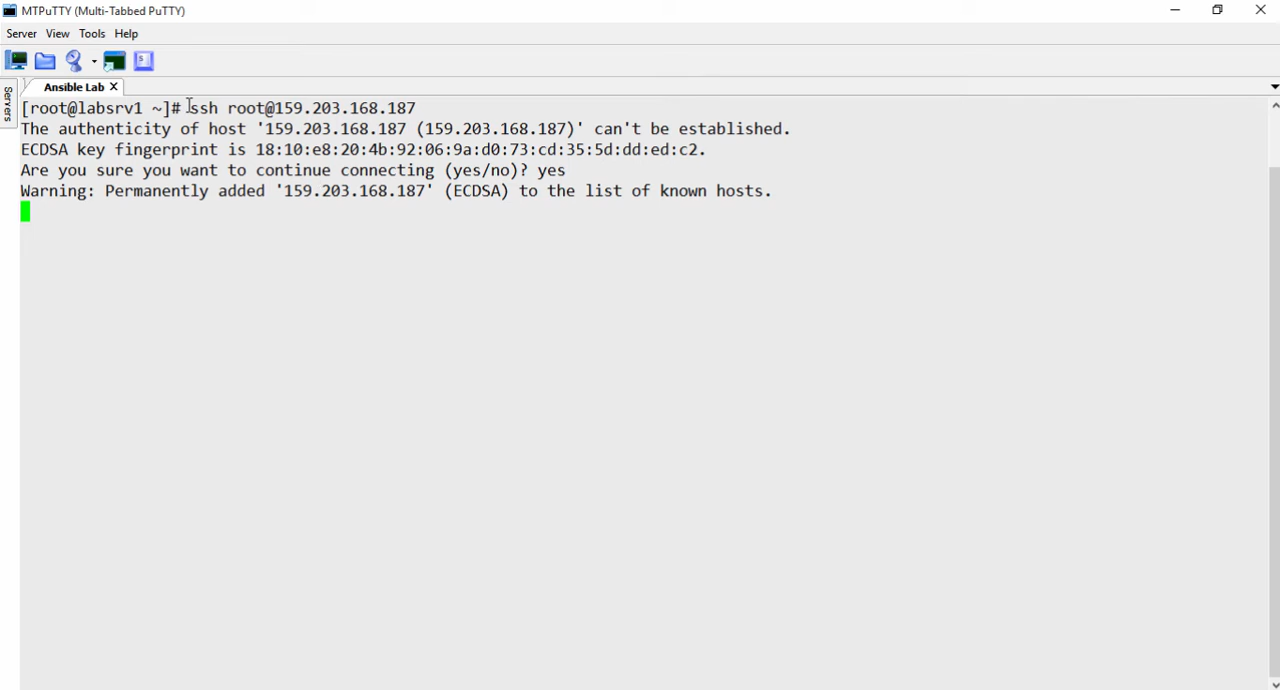 MTPuTTY (Multi-Tabbed PuTTY)
Server View Tools Help
Ansible Lab X
Servers
[root@labsrv1 ~]# ssh root@159.203.168.187
The authenticity of host '159.203.168.187 (159.203.168.187)' can't be established.
ECDSA key fingerprint is 18:10:e8:20:4b:92:06:9a:d0:73:cd:35:5d:dd:ed:c2.
Are you sure you want to continue connecting (yes/no)? yes
Warning: Permanently added '159.203.168.187' (ECDSA) to the list of known hosts.